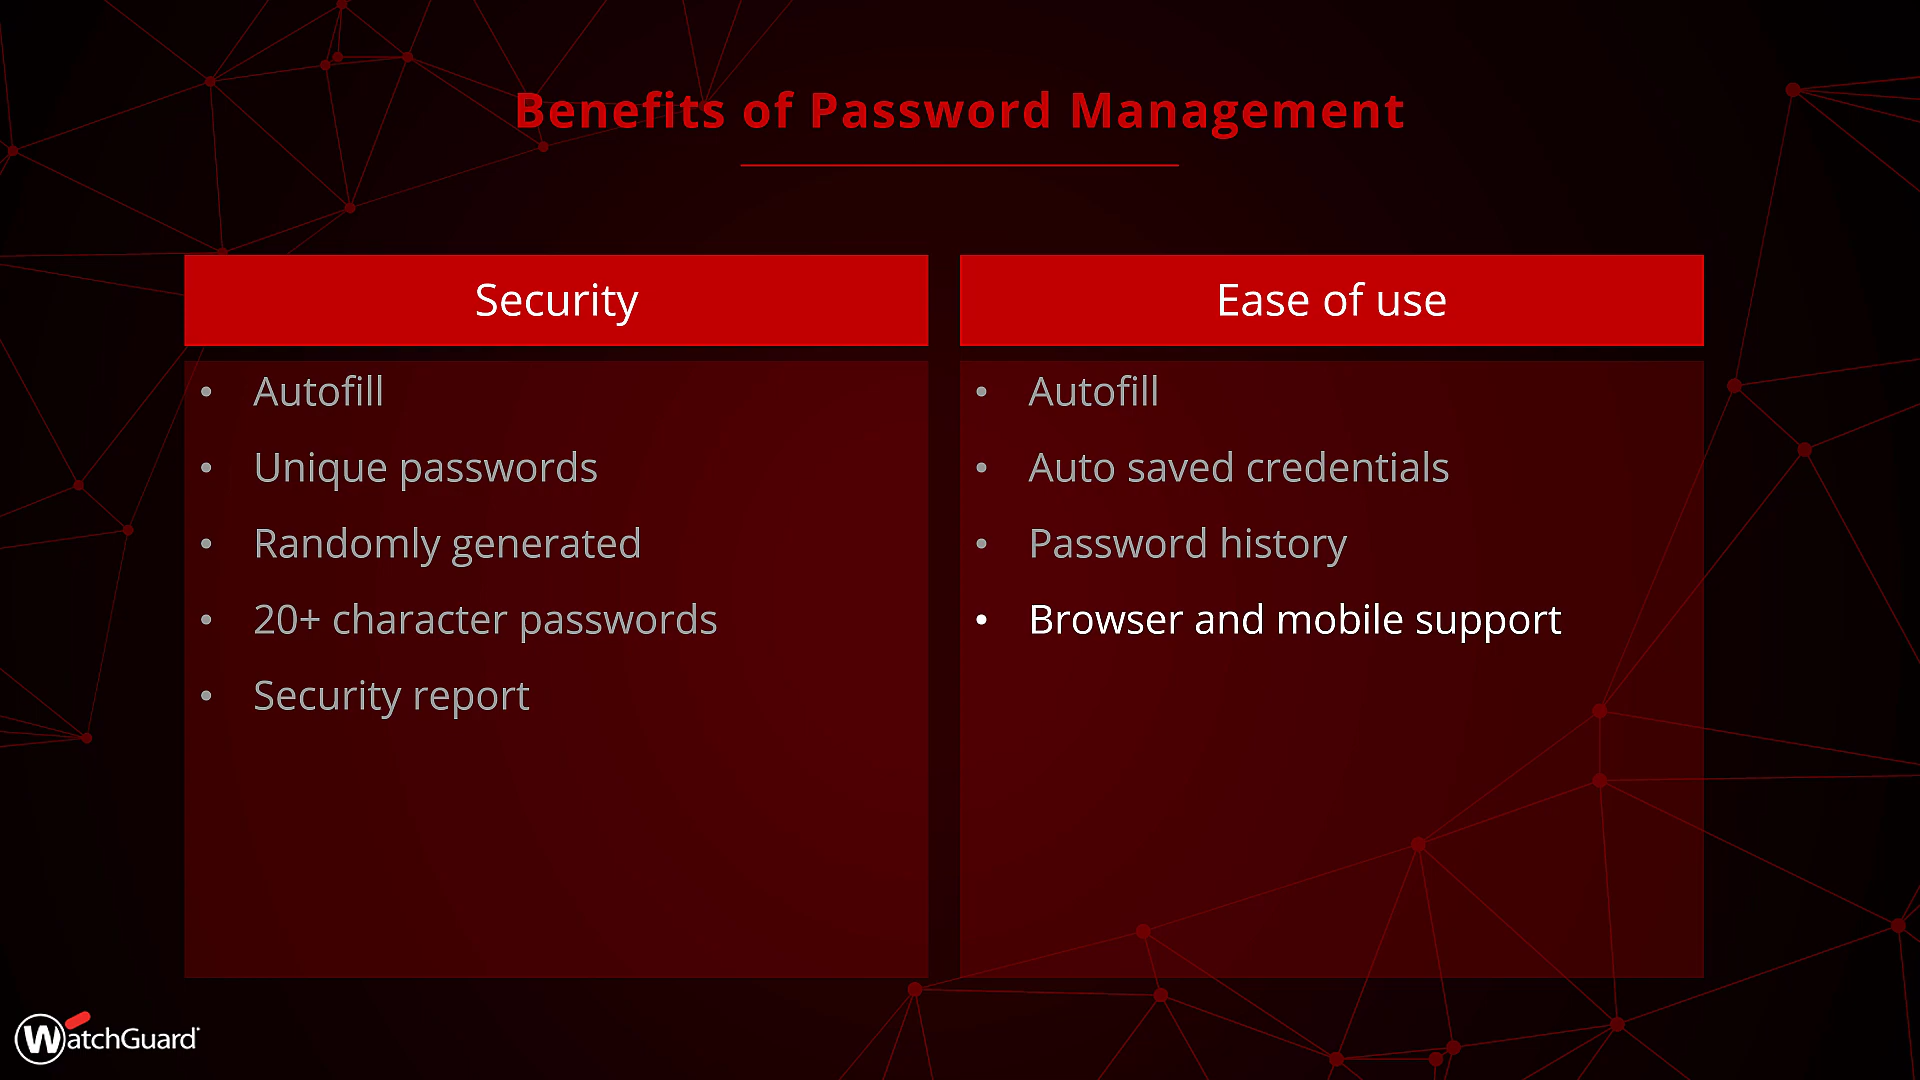 Benefits of Password Management
Security
• Autofill
• Unique passwords
• Randomly generated
• 20+ character passwords
• Security report
Ease of use
• Autofill
• Auto saved credentials
• Password history
• Browser and mobile support
WatchGuard